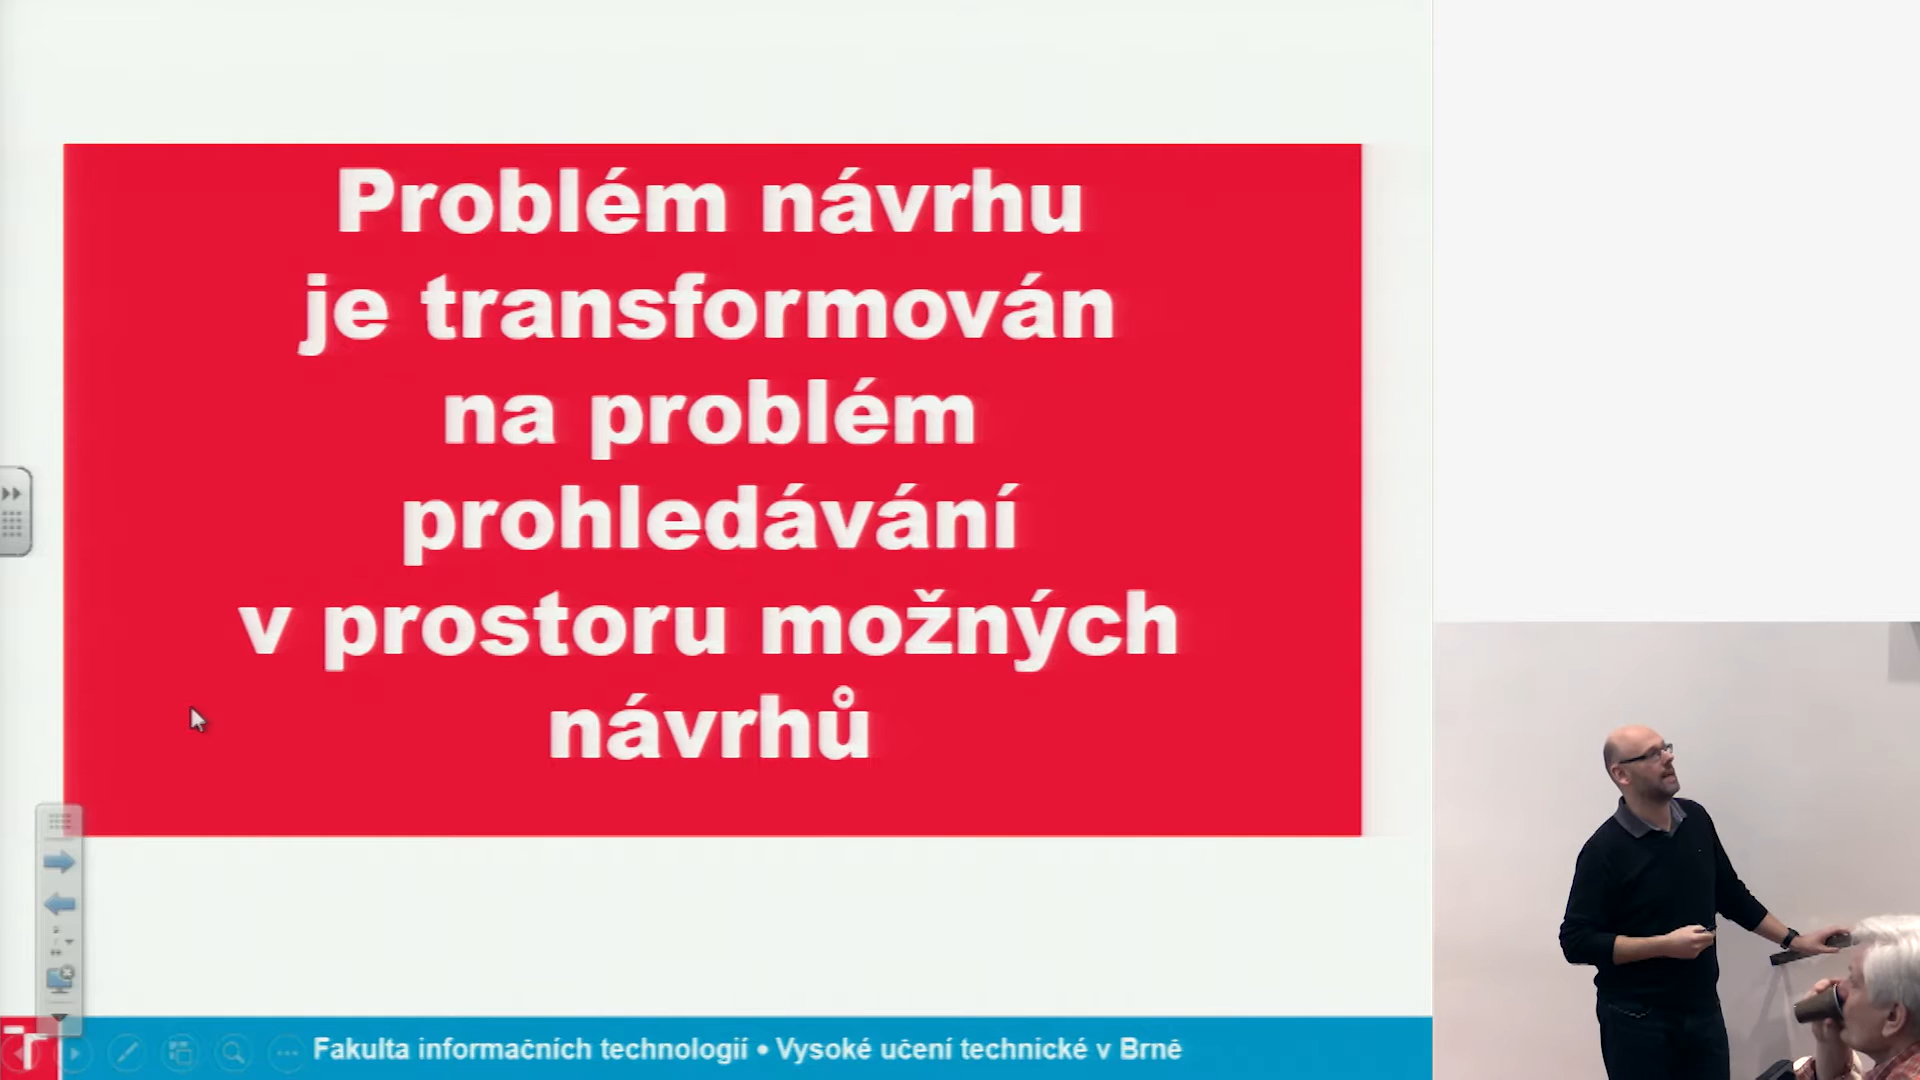 Problém návrhu
je transformován
na problém
prohledávání
v prostoru možných
návrhů
Fakulta informačních technologií • Vysoké učení technické v Brně